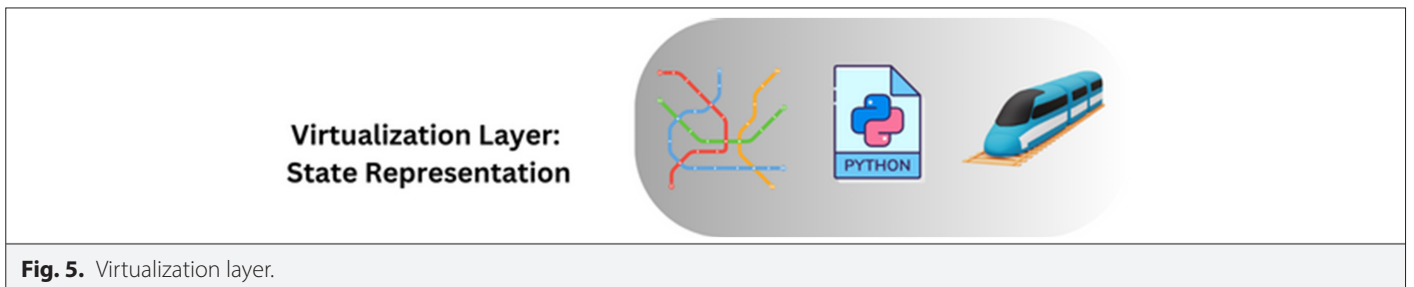 Virtualization Layer:
State Representation
PYTHON
Fig. 5. Virtualization layer.